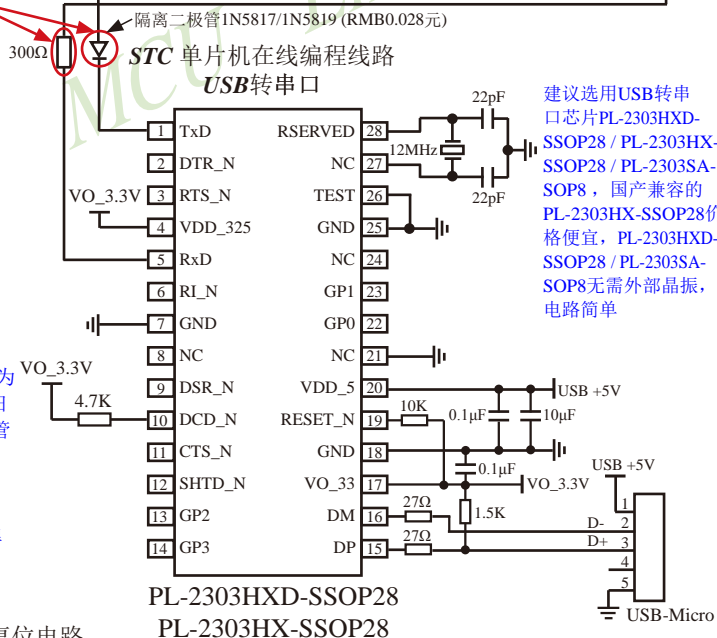 隔离二极管1N5817/1N5819 (RMB0.028元)
300Ω
STC 单片机在线编程线路
USB转串口
MCU
1 TxD
2 DTR_N
VO_3.3V
3 RTS_N
4 VDD_325
5 RxD
6 RI_N
7 GND
8 NC
9 DSR_N
VO_3.3V
4.7K
10 DCD_N
11 CTS_N
12 SHTD_N
13 GP2
14 GP3
RSERVED 28
NC 27
TEST 26
GND 25
NC 24
GP1 23
GP0 22
NC 21
VDD_5 20
RESET_N 19
GND 18
VO_33 17
DM 16
DP 15
22pF
12MHz
22pF
USB +5V
10K
0.1μF
10μF
0.1μF
VO_3.3V
27Ω
1.5K
27Ω
USB +5V
1
D- 2
D+ 3
4
5
USB-Micro
建议选用USB转串
口芯片PL-2303HXD-
SSOP28 / PL-2303HX-
SSOP28 / PL-2303SA-
SOP8 ，国产兼容的
PL-2303HX-SSOP28价
格便宜，PL-2303HXD-
SSOP28 / PL-2303SA-
SOP8无需外部晶振，
电路简单
为
管
PL-2303HXD-SSOP28
PL-2303HX-SSOP28
复位电路